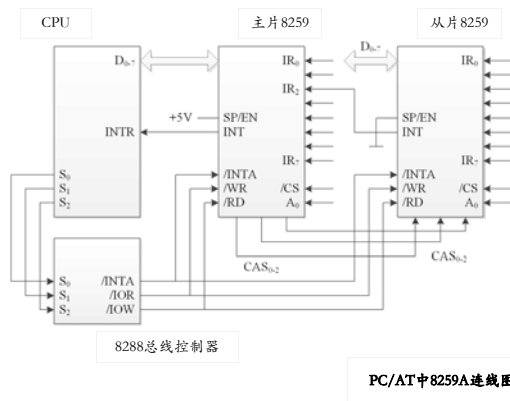 CPU
主片8259
从片8259
D₀₋₇
D₀₋₇
IR₀
IR₂
IR₇
+5V
SP/EN
INT
INTR
/INTA
/WR
/RD
/CS
A₀
IR₀
IR₂
SP/EN
INT
IR₇
/INTA
/WR
/RD
/CS
A₀
S₀
S₁
S₂
CAS₀₋₂
CAS₀₋₂
S₀
S₁
S₂
/INTA
/IOR
/IOW
8288总线控制器
PC/AT中8259A连线图